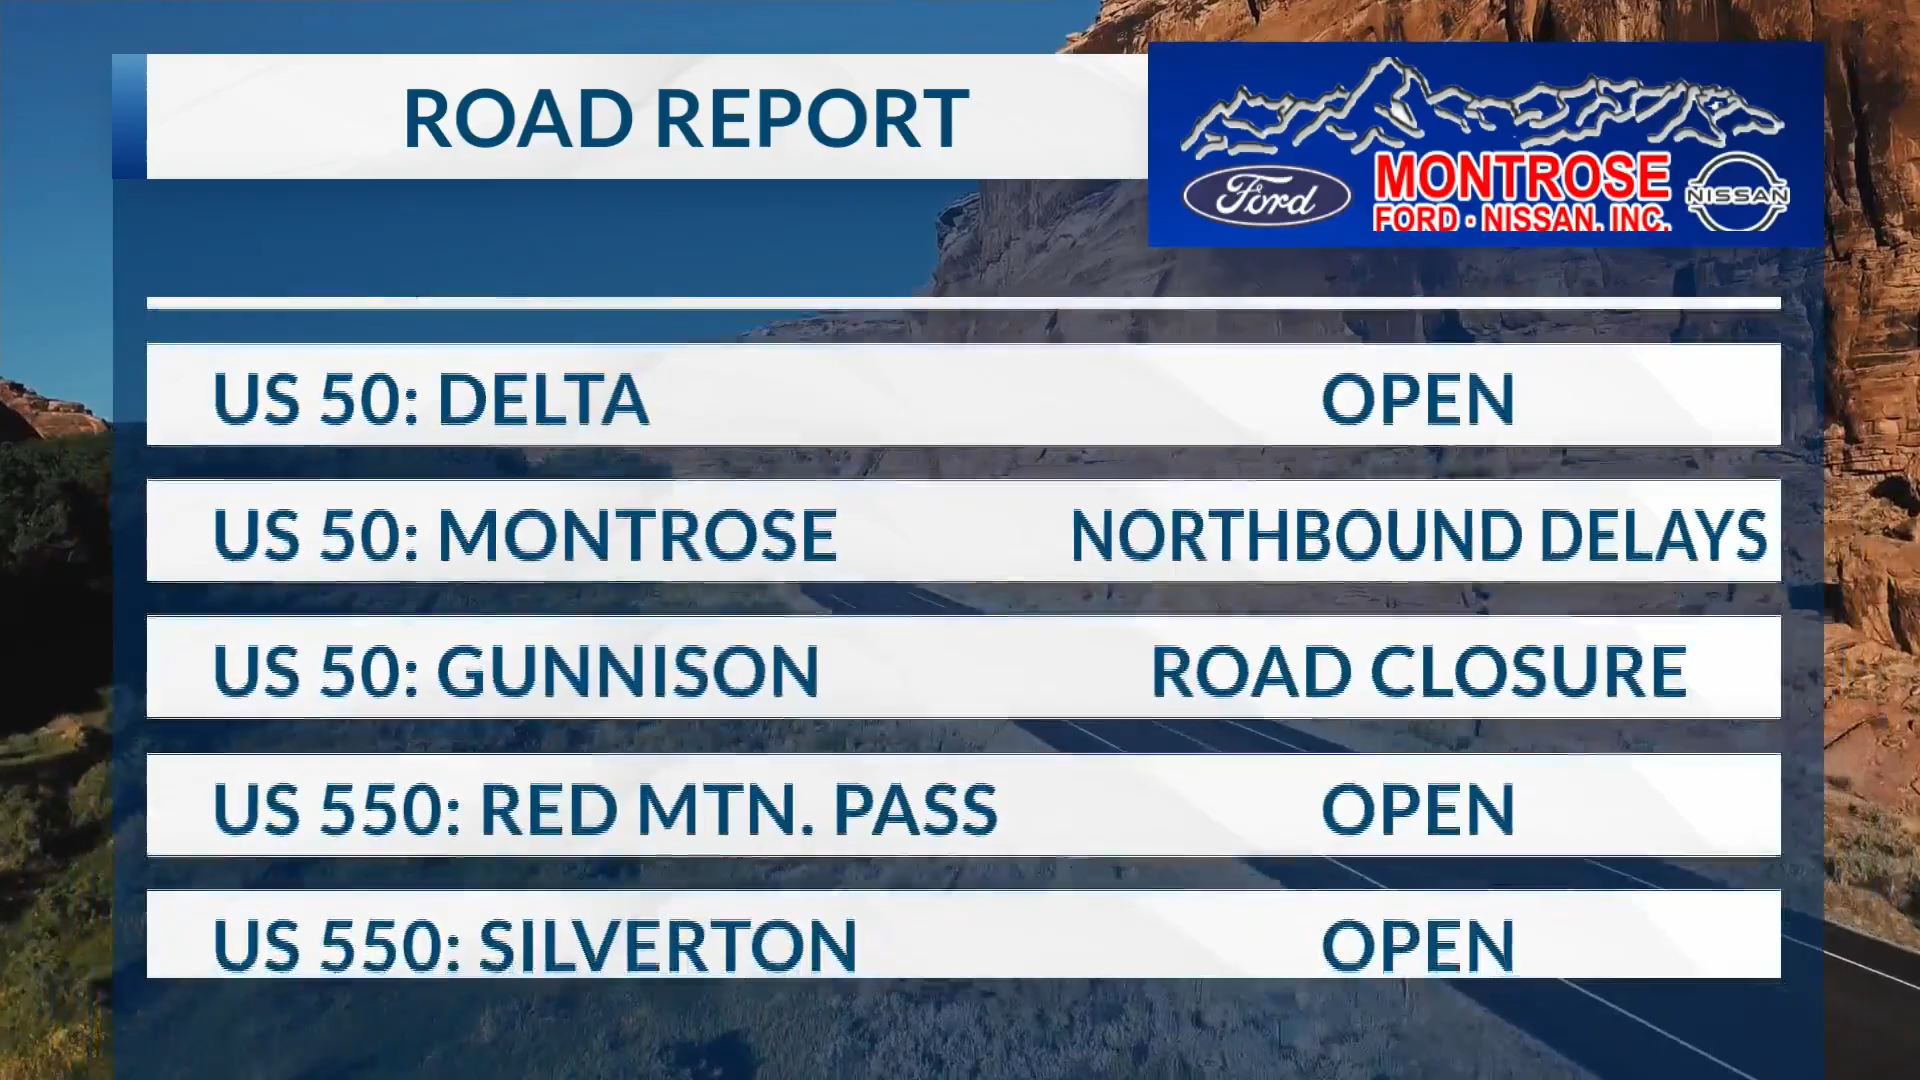 ROAD REPORT
Ford
MONTROSE
FORD · NISSAN, INC.
NISSAN
US 50: DELTA OPEN
US 50: MONTROSE NORTHBOUND DELAYS
US 50: GUNNISON ROAD CLOSURE
US 550: RED MTN. PASS OPEN
US 550: SILVERTON OPEN